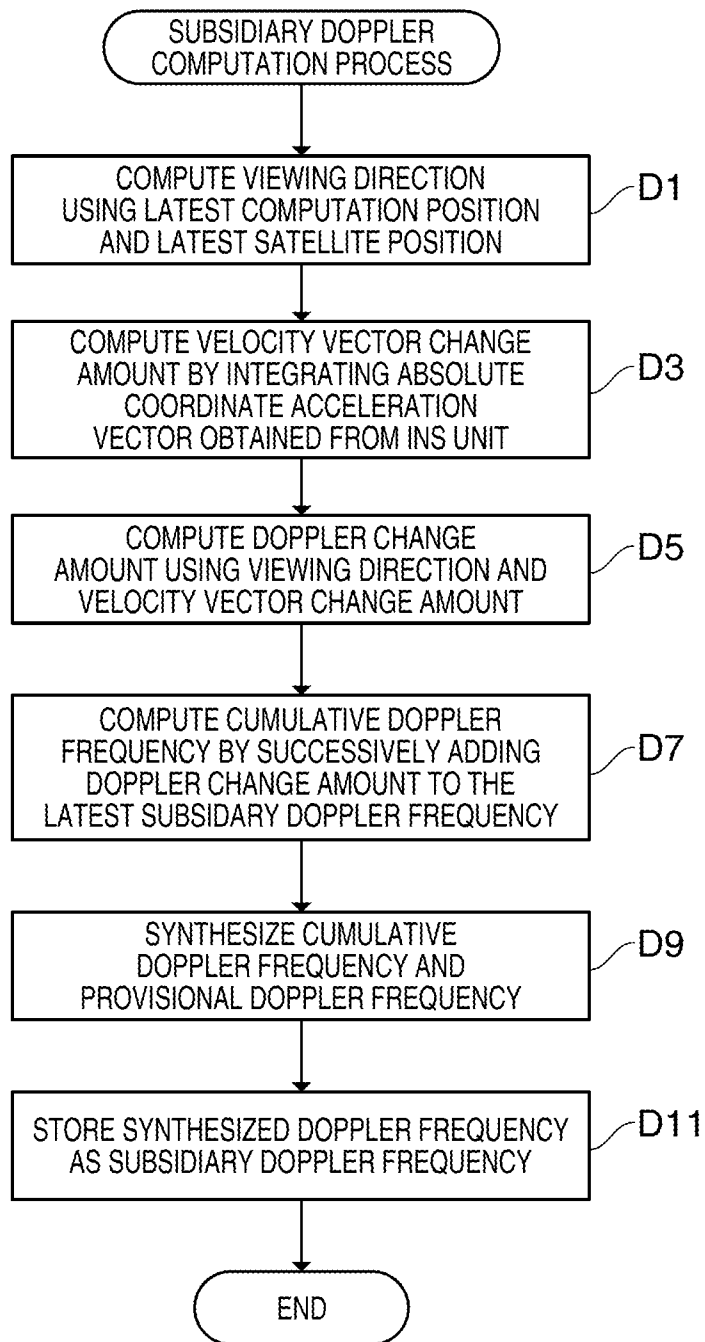 SUBSIDIARY DOPPLER
COMPUTATION PROCESS
COMPUTE VIEWING DIRECTION
USING LATEST COMPUTATION POSITION
AND LATEST SATELLITE POSITION
D1
COMPUTE VELOCITY VECTOR CHANGE
AMOUNT BY INTEGRATING ABSOLUTE
COORDINATE ACCELERATION
VECTOR OBTAINED FROM INS UNIT
D3
COMPUTE DOPPLER CHANGE
AMOUNT USING VIEWING DIRECTION AND
VELOCITY VECTOR CHANGE AMOUNT
D5
COMPUTE CUMULATIVE DOPPLER
FREQUENCY BY SUCCESSIVELY ADDING
DOPPLER CHANGE AMOUNT TO THE
LATEST SUBSIDARY DOPPLER FREQUENCY
D7
SYNTHESIZE CUMULATIVE
DOPPLER FREQUENCY AND
PROVISIONAL DOPPLER FREQUENCY
D9
STORE SYNTHESIZED DOPPLER FREQUENCY
AS SUBSIDIARY DOPPLER FREQUENCY
D11
END